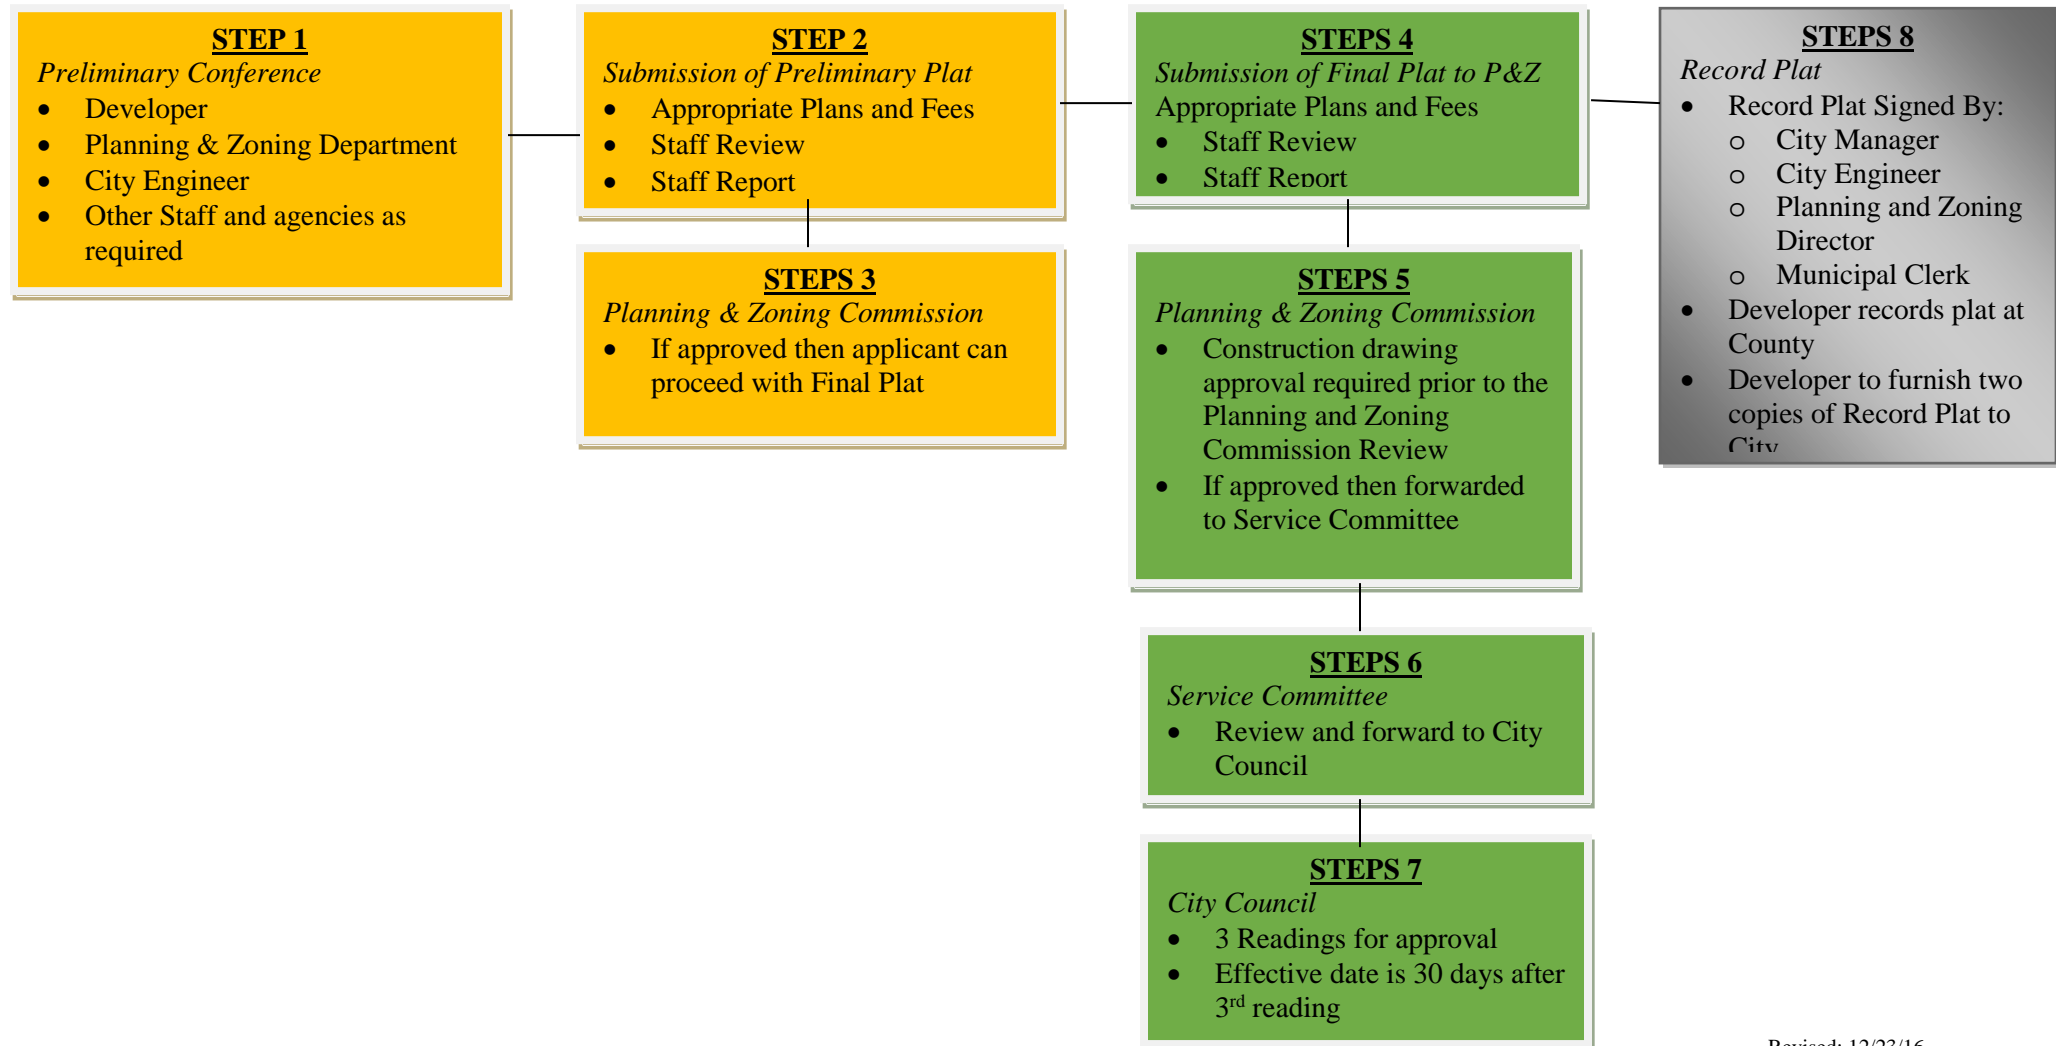 STEP 1
Preliminary Conference
• Developer
• Planning & Zoning Department
• City Engineer
• Other Staff and agencies as
required
STEP 2
Submission of Preliminary Plat
• Appropriate Plans and Fees
• Staff Review
• Staff Report
STEPS 3
Planning & Zoning Commission
• If approved then applicant can
proceed with Final Plat
STEPS 4
Submission of Final Plat to P&Z
Appropriate Plans and Fees
• Staff Review
• Staff Report
STEPS 5
Planning & Zoning Commission
• Construction drawing
approval required prior to the
Planning and Zoning
Commission Review
• If approved then forwarded
to Service Committee
STEPS 6
Service Committee
• Review and forward to City
Council
STEPS 7
City Council
• 3 Readings for approval
• Effective date is 30 days after
3rd reading
STEPS 8
Record Plat
• Record Plat Signed By:
o City Manager
o City Engineer
o Planning and Zoning
Director
o Municipal Clerk
• Developer records plat at
County
• Developer to furnish two
copies of Record Plat to
City
Revised: 12/23/16